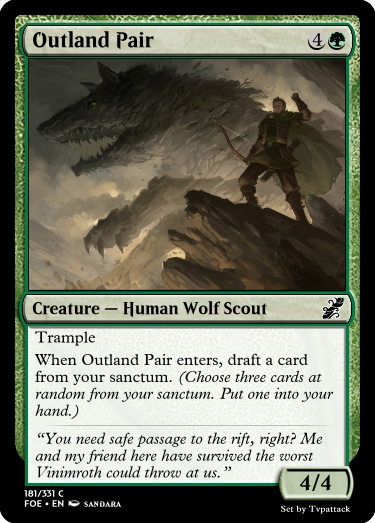 Outland Pair 4
Creature — Human Wolf Scout
Trample
When Outland Pair enters, draft a card
from your sanctum. (Choose three cards at
random from your sanctum. Put one into your
hand.)
“You need safe passage to the rift, right? Me
and my friend here have survived the worst
Vinimroth could throw at us.”
4/4
181/331 C
FOE • EN SANDARA
Set by Tvpattack